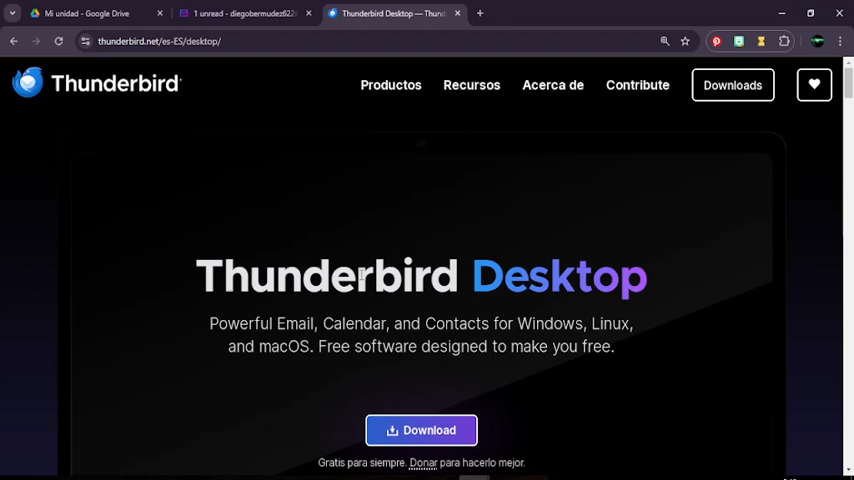 Mi unidad - Google Drive
1 unread - diegobermudez622
Thunderbird Desktop — Thun
thunderbird.net/es-ES/desktop/
Thunderbird
Productos
Recursos
Acerca de
Contribute
Downloads
Thunderbird Desktop
Powerful Email, Calendar, and Contacts for Windows, Linux,
and macOS. Free software designed to make you free.
Download
Gratis para siempre. Donar para hacerlo mejor.